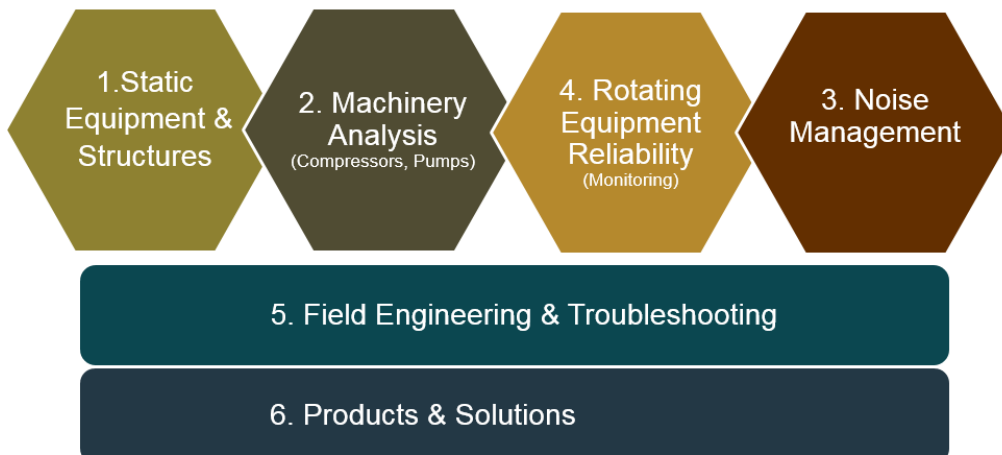 1.Static
Equipment &
Structures
2. Machinery
Analysis
(Compressors, Pumps)
4. Rotating
Equipment
Reliability
(Monitoring)
3. Noise
Management
5. Field Engineering & Troubleshooting
6. Products & Solutions